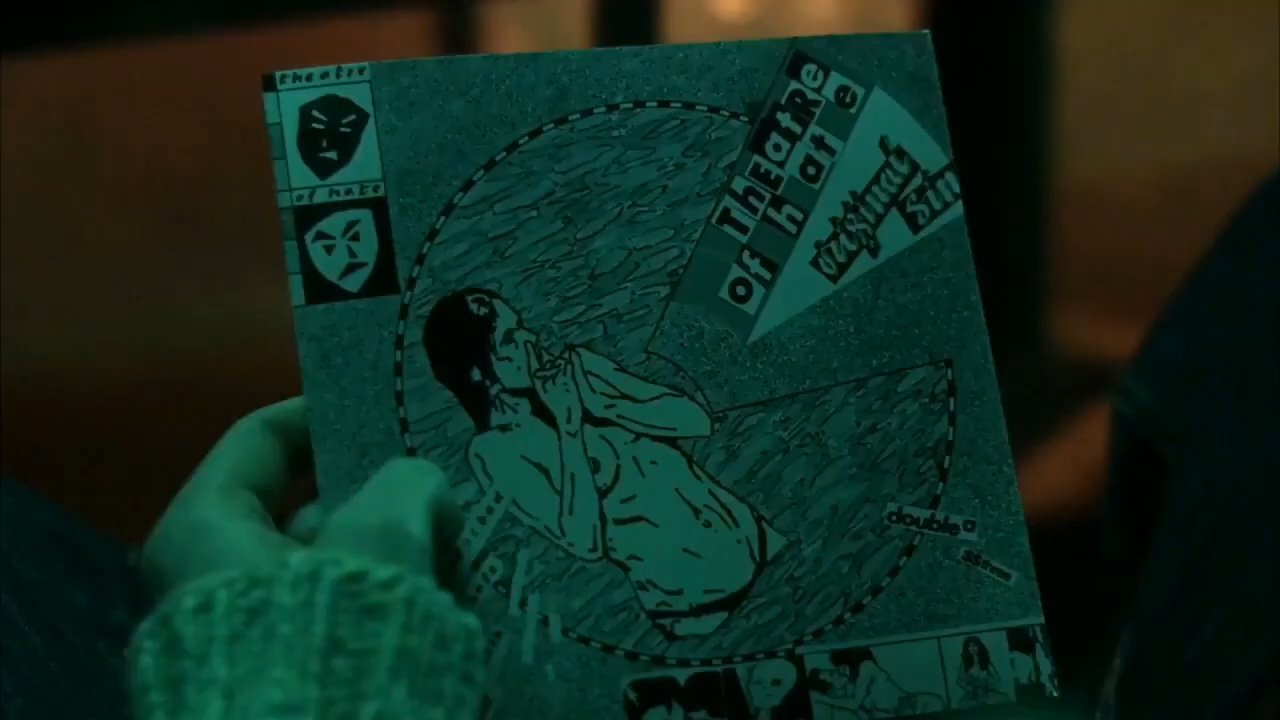 theatre
of hate
ThEatRe
of hate
original
Sin
double a